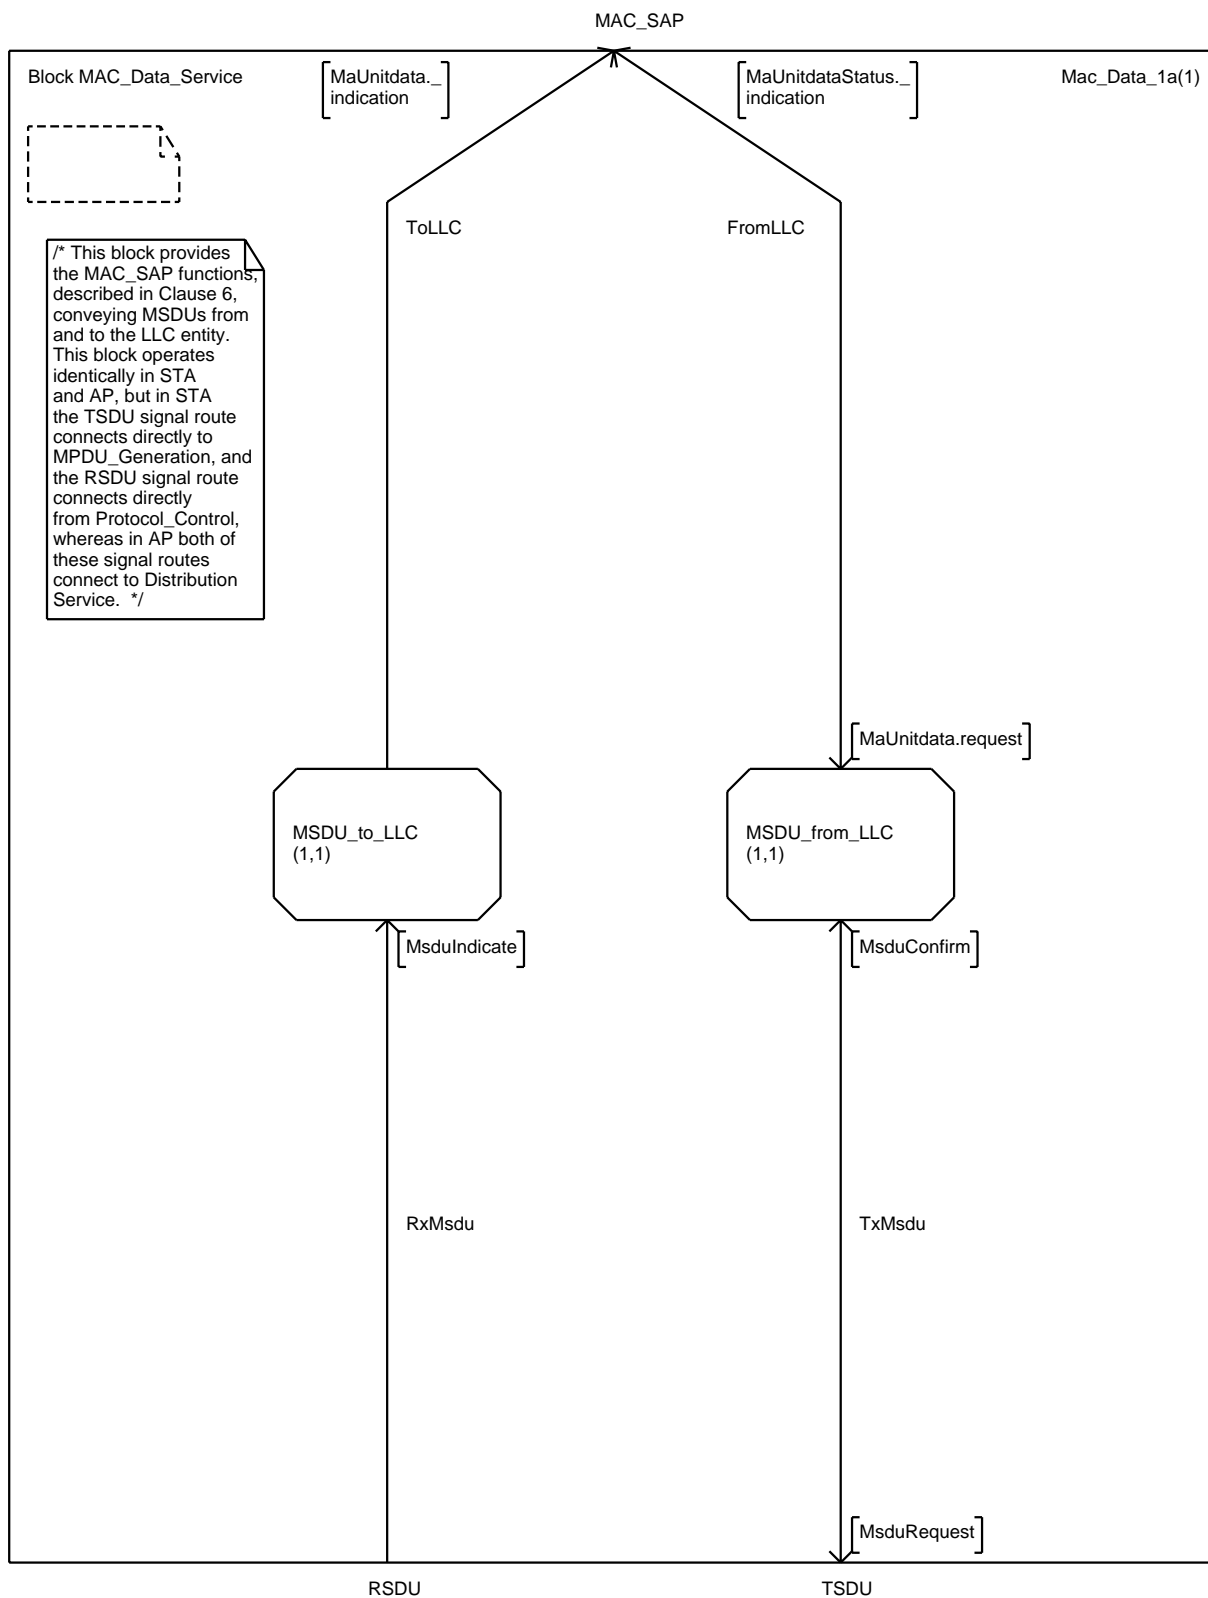 MAC_SAP
Block MAC_Data_Service
MaUnitdata._
indication
MaUnitdataStatus._
indication
Mac_Data_1a(1)
ToLLC
FromLLC
/* This block provides
the MAC_SAP functions,
described in Clause 6,
conveying MSDUs from
and to the LLC entity.
This block operates
identically in STA
and AP, but in STA
the TSDU signal route
connects directly to
MPDU_Generation, and
the RSDU signal route
connects directly
from Protocol_Control,
whereas in AP both of
these signal routes
connect to Distribution
Service.  */
MaUnitdata.request
MSDU_to_LLC
(1,1)
MSDU_from_LLC
(1,1)
MsduIndicate
MsduConfirm
RxMsdu
TxMsdu
MsduRequest
RSDU
TSDU